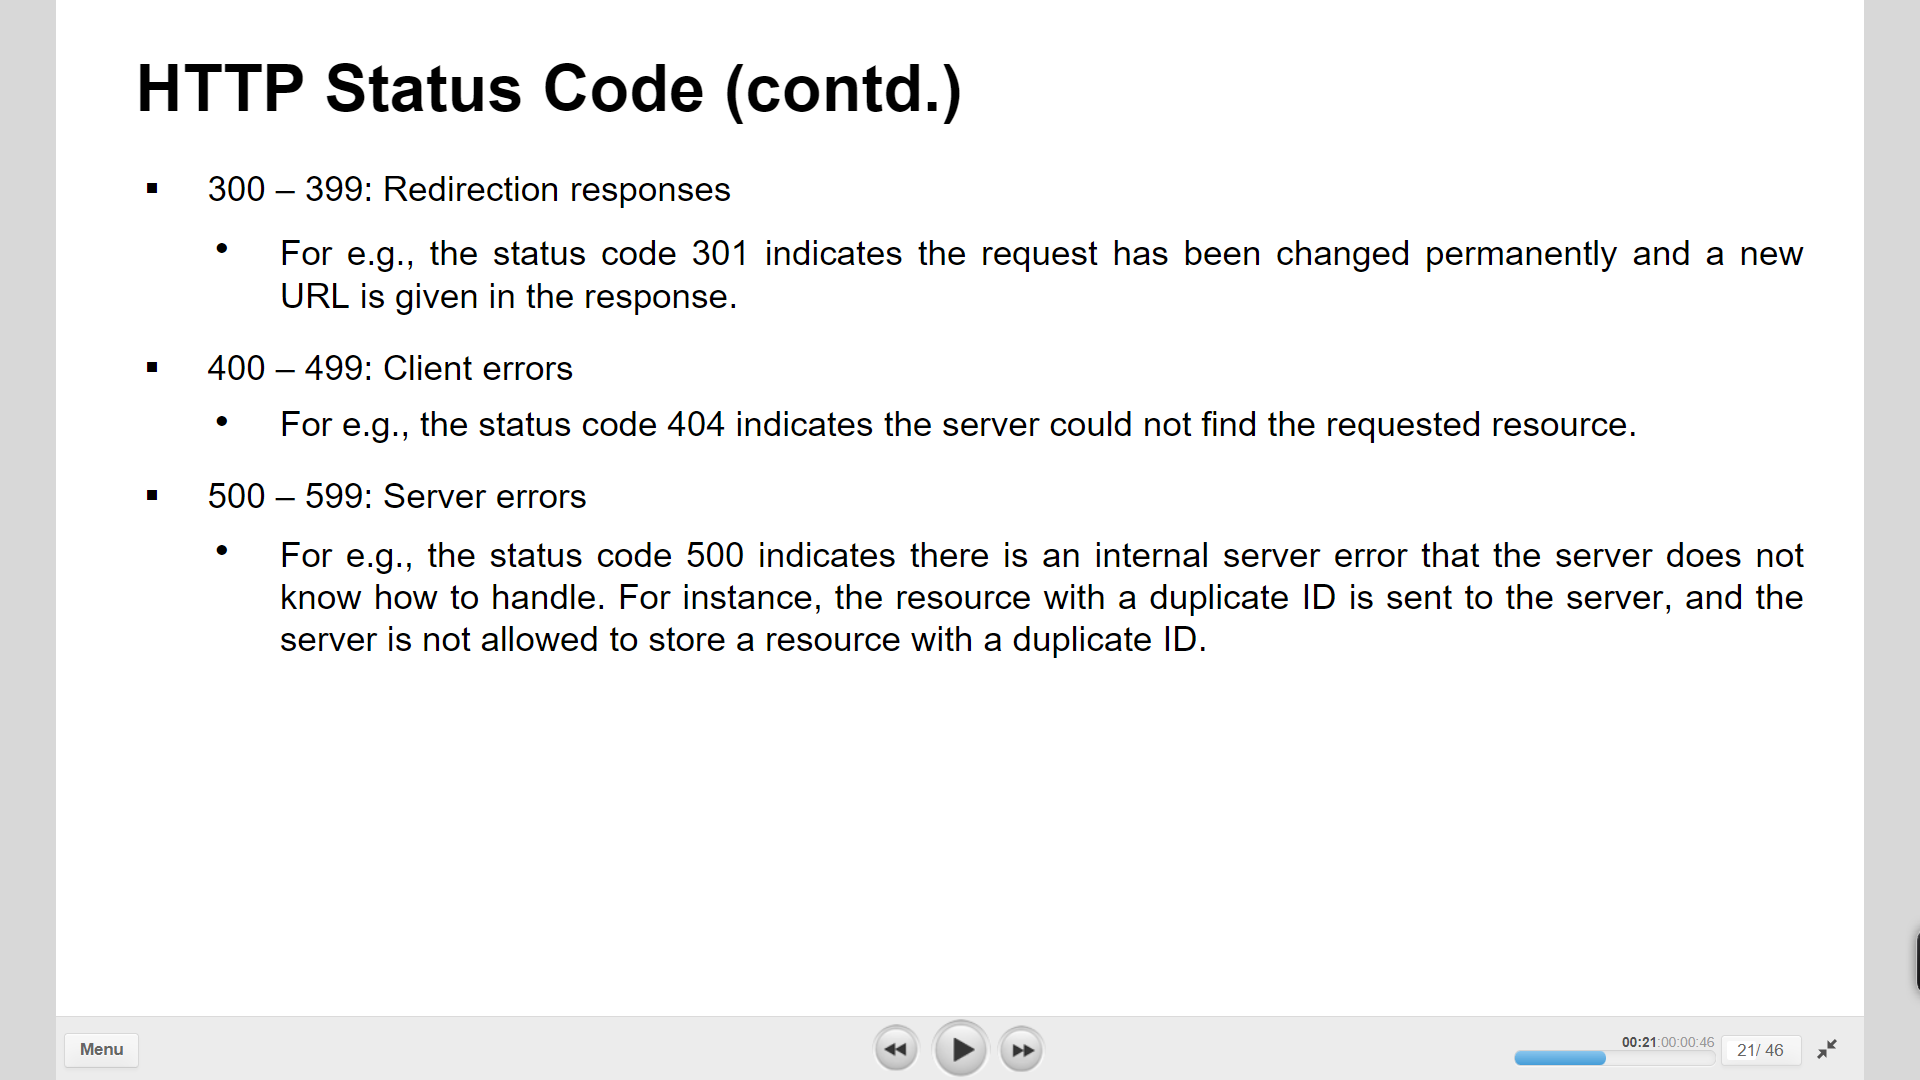 HTTP Status Code (contd.)
▪ 300 – 399: Redirection responses
• For e.g., the status code 301 indicates the request has been changed permanently and a new
URL is given in the response.
▪ 400 – 499: Client errors
• For e.g., the status code 404 indicates the server could not find the requested resource.
▪ 500 – 599: Server errors
• For e.g., the status code 500 indicates there is an internal server error that the server does not
know how to handle. For instance, the resource with a duplicate ID is sent to the server, and the
server is not allowed to store a resource with a duplicate ID.
Menu
00:21:00:00:46
21/ 46